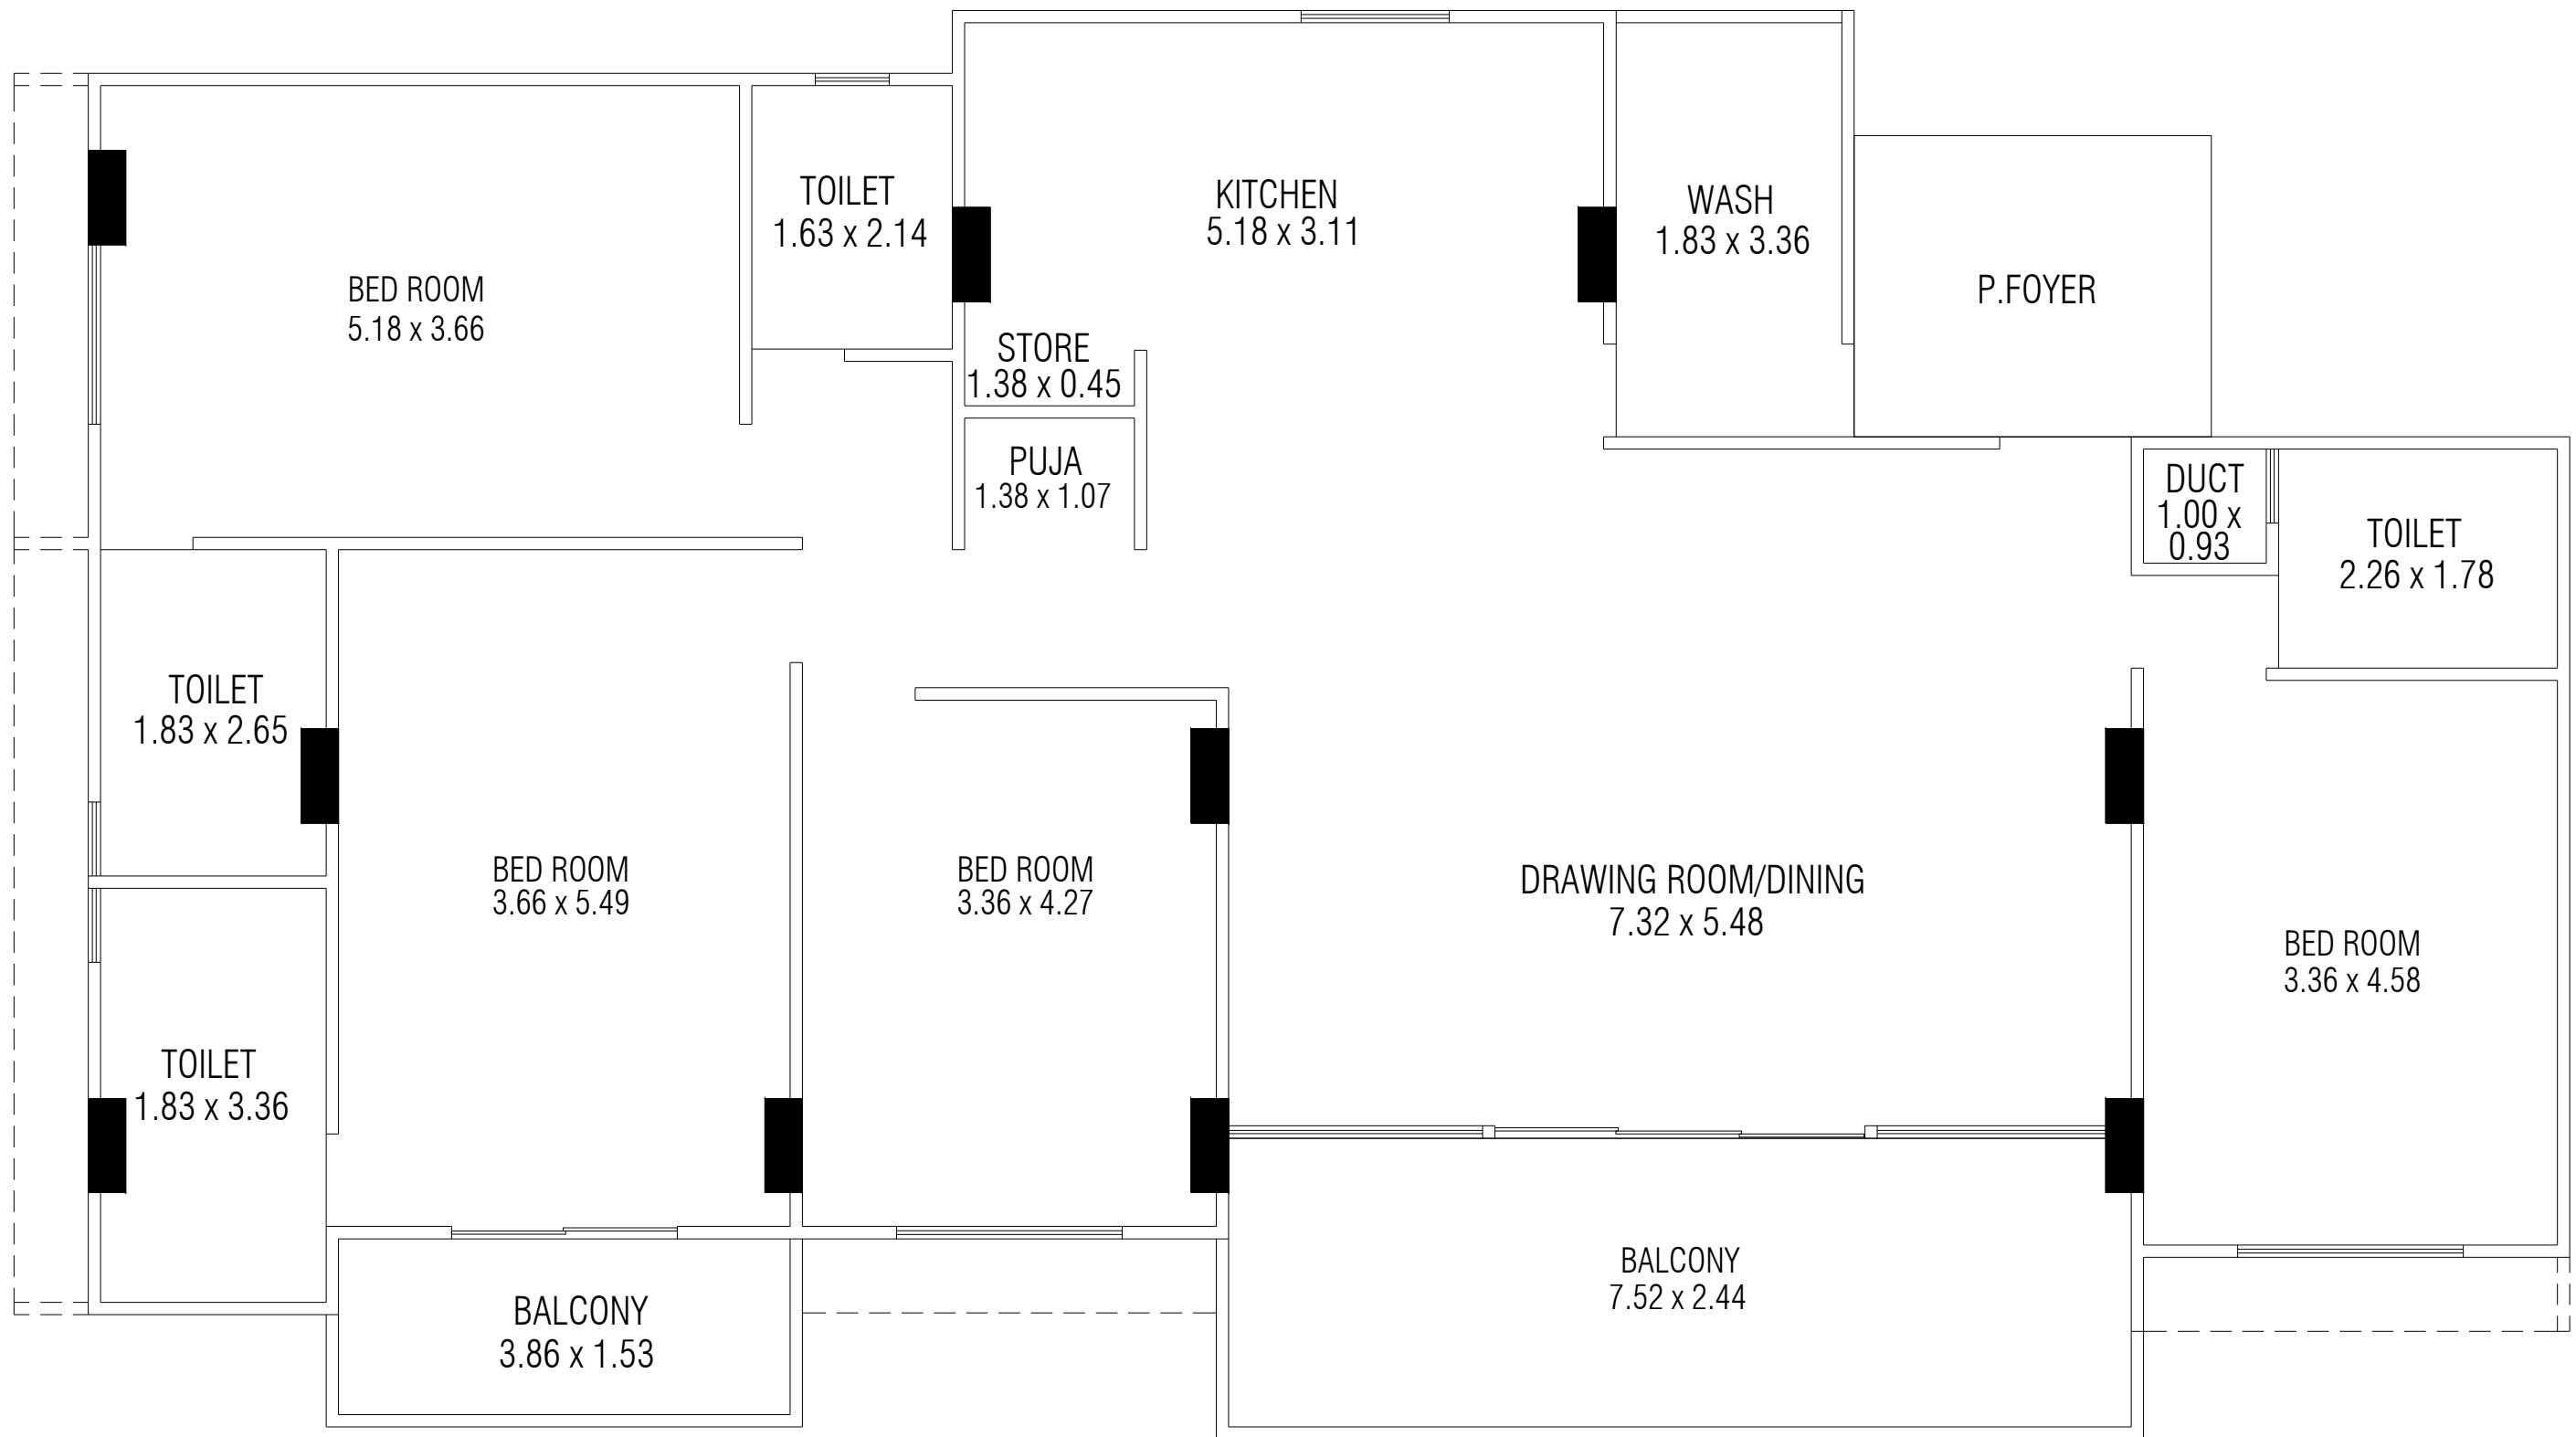 TOILET
1.63 x 2.14
KITCHEN
5.18 x 3.11
WASH
1.83 x 3.36
P.FOYER
BED ROOM
5.18 x 3.66
STORE
1.38 x 0.45
PUJA
1.38 x 1.07
DUCT
1.00 x
0.93
TOILET
2.26 x 1.78
TOILET
1.83 x 2.65
BED ROOM
3.66 x 5.49
BED ROOM
3.36 x 4.27
DRAWING ROOM/DINING
7.32 x 5.48
BED ROOM
3.36 x 4.58
TOILET
1.83 x 3.36
BALCONY
3.86 x 1.53
BALCONY
7.52 x 2.44